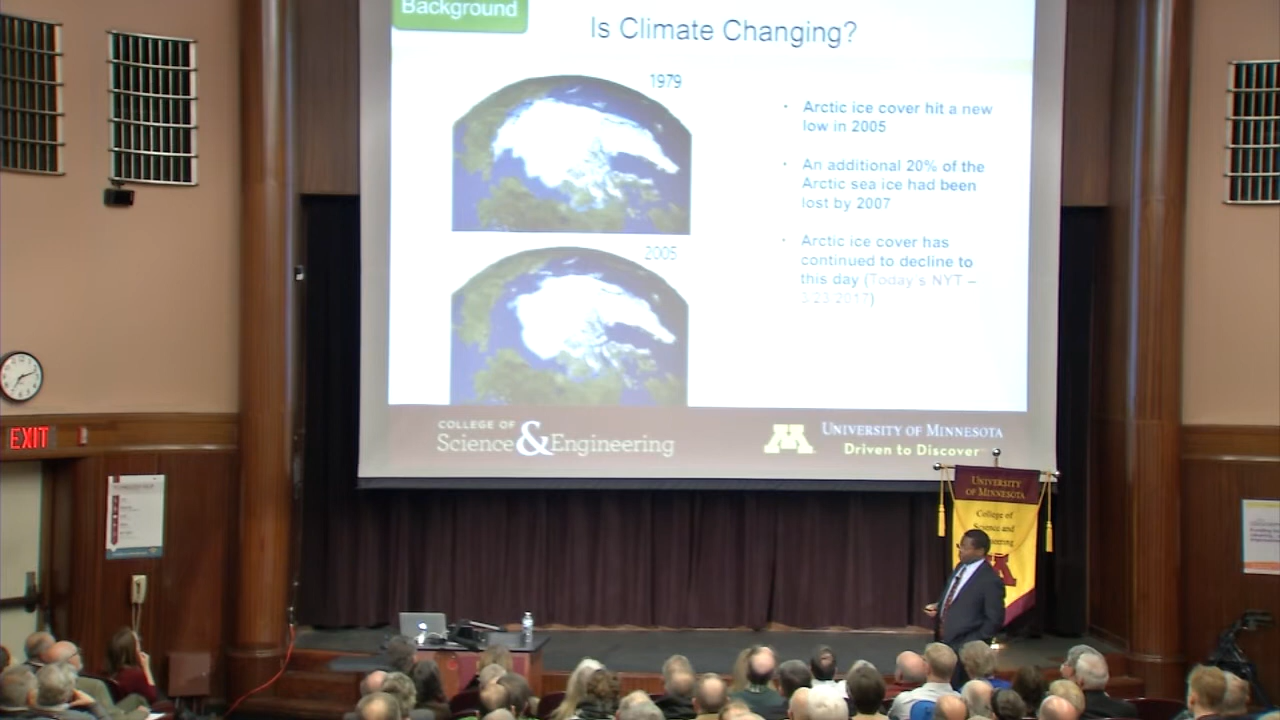 Background
Is Climate Changing?
1979
Arctic ice cover hit a new
low in 2005
An additional 20% of the
Arctic sea ice had been
lost by 2007
2005
Arctic ice cover has
continued to decline to
this day (Today's NYT –
COLLEGE OF
Science & Engineering
M
UNIVERSITY OF MINNESOTA
Driven to Discover
UNIVERSITY
OF MINNESOTA
College of
Science and
EXIT